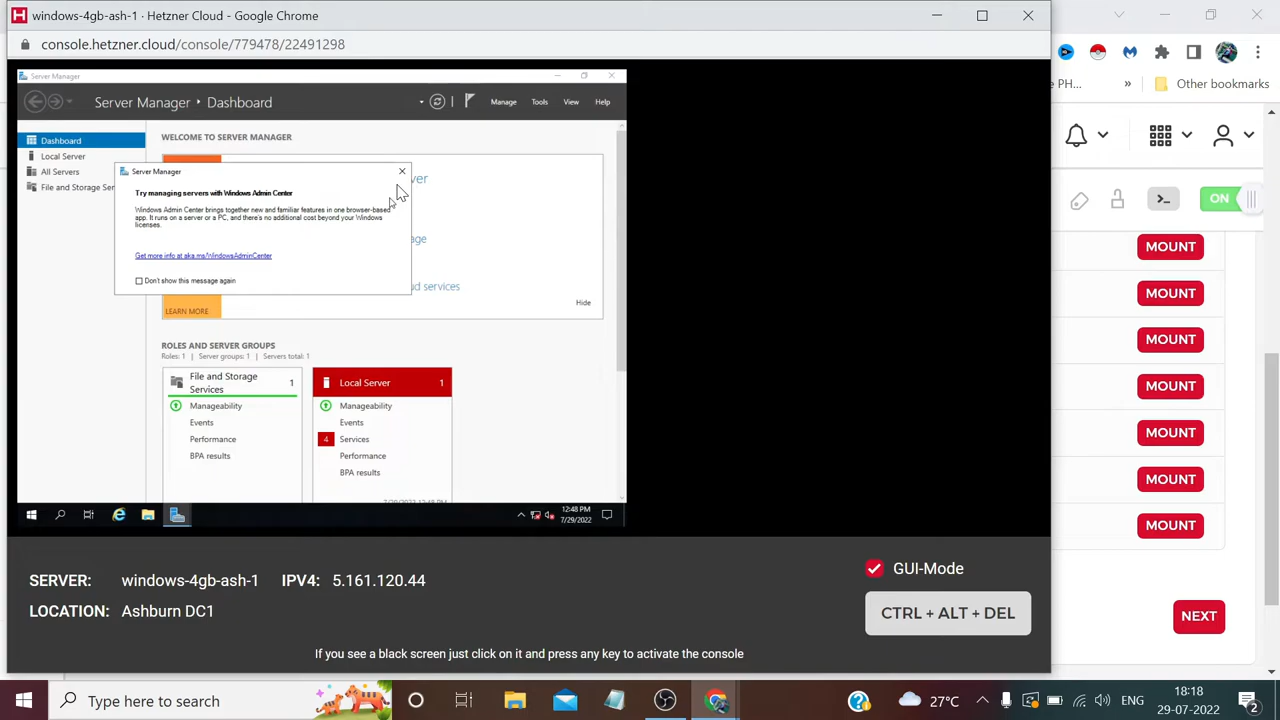 windows-4gb-ash-1 · Hetzner Cloud - Google Chrome
console.hetzner.cloud/console/779478/22491298
Server Manager
Server Manager • Dashboard
Manage Tools View Help
Dashboard
Local Server
All Servers
File and Storage Ser
WELCOME TO SERVER MANAGER
Server Manager
Try managing servers with Windows Admin Center
Windows Admin Center brings together new and familiar features in one browser-based
app. It runs on a server or a PC, and there's no additional cost beyond your Windows
licenses.
Get more info at aka.ms/WindowsAdminCenter
Don't show this message again
ver
age
ud services
Hide
LEARN MORE
ROLES AND SERVER GROUPS
Roles: 1 | Server groups: 1 | Servers total: 1
File and Storage
Services
1
Manageability
Events
Performance
BPA results
Local Server 1
Manageability
Events
4 Services
Performance
BPA results
7/29/2022 12:48 PM
12:48 PM
7/29/2022
SERVER: windows-4gb-ash-1 IPV4: 5.161.120.44
LOCATION: Ashburn DC1
GUI-Mode
CTRL + ALT + DEL
If you see a black screen just click on it and press any key to activate the console
PH...
» Other bookmarks
ON
MOUNT
MOUNT
MOUNT
MOUNT
MOUNT
MOUNT
MOUNT
NEXT
Type here to search
27°C
ENG
18:18
29-07-2022
2